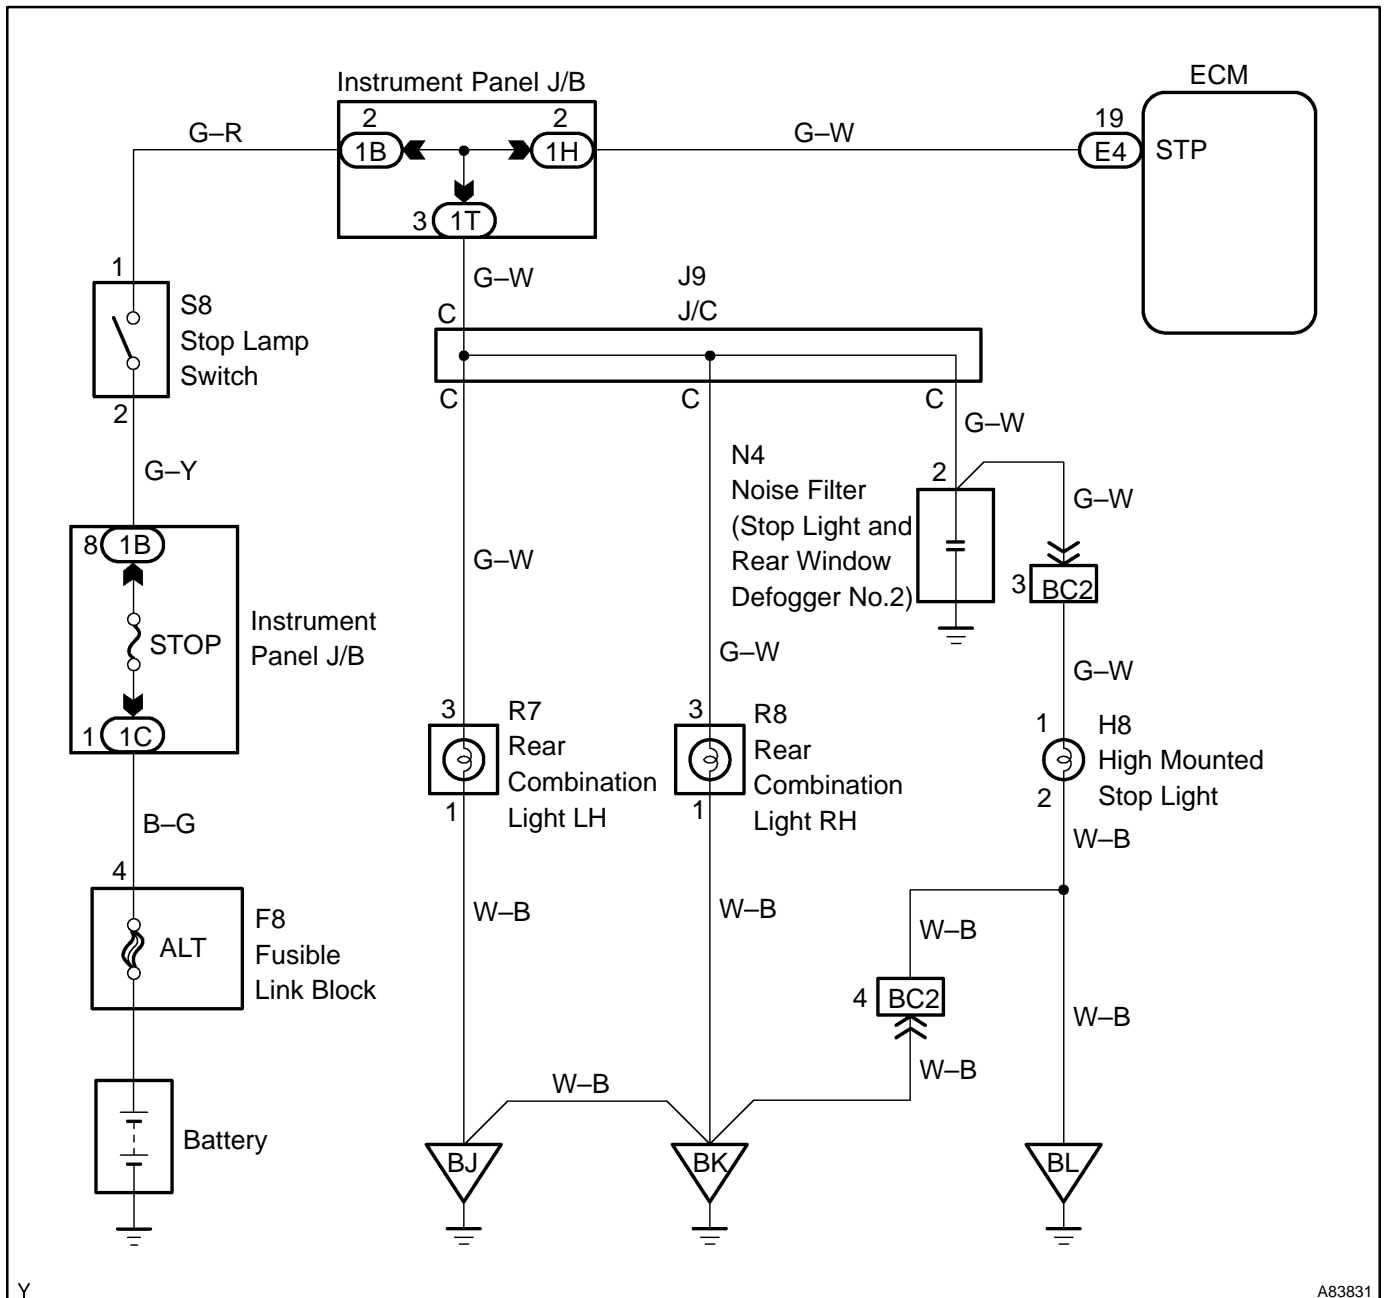 Instrument Panel J/B
ECM
G–R
2
2
G–W
19
1B
1H
E4
STP
3
1T
1
G–W
J9
J/C
S8
Stop Lamp
Switch
C
2
C
C
C
G–W
G–Y
N4
Noise Filter
(Stop Light and
Rear Window
Defogger No.2)
2
G–W
8
1B
G–W
3
BC2
STOP
Instrument
Panel J/B
G–W
G–W
1
1C
3
R7
Rear
Combination
Light LH
1
3
R8
Rear
Combination
Light RH
1
1
H8
High Mounted
Stop Light
2
B–G
W–B
4
ALT
F8
Fusible
Link Block
W–B
W–B
W–B
4
BC2
W–B
W–B
W–B
Battery
BJ
BK
BL
Y
A83831